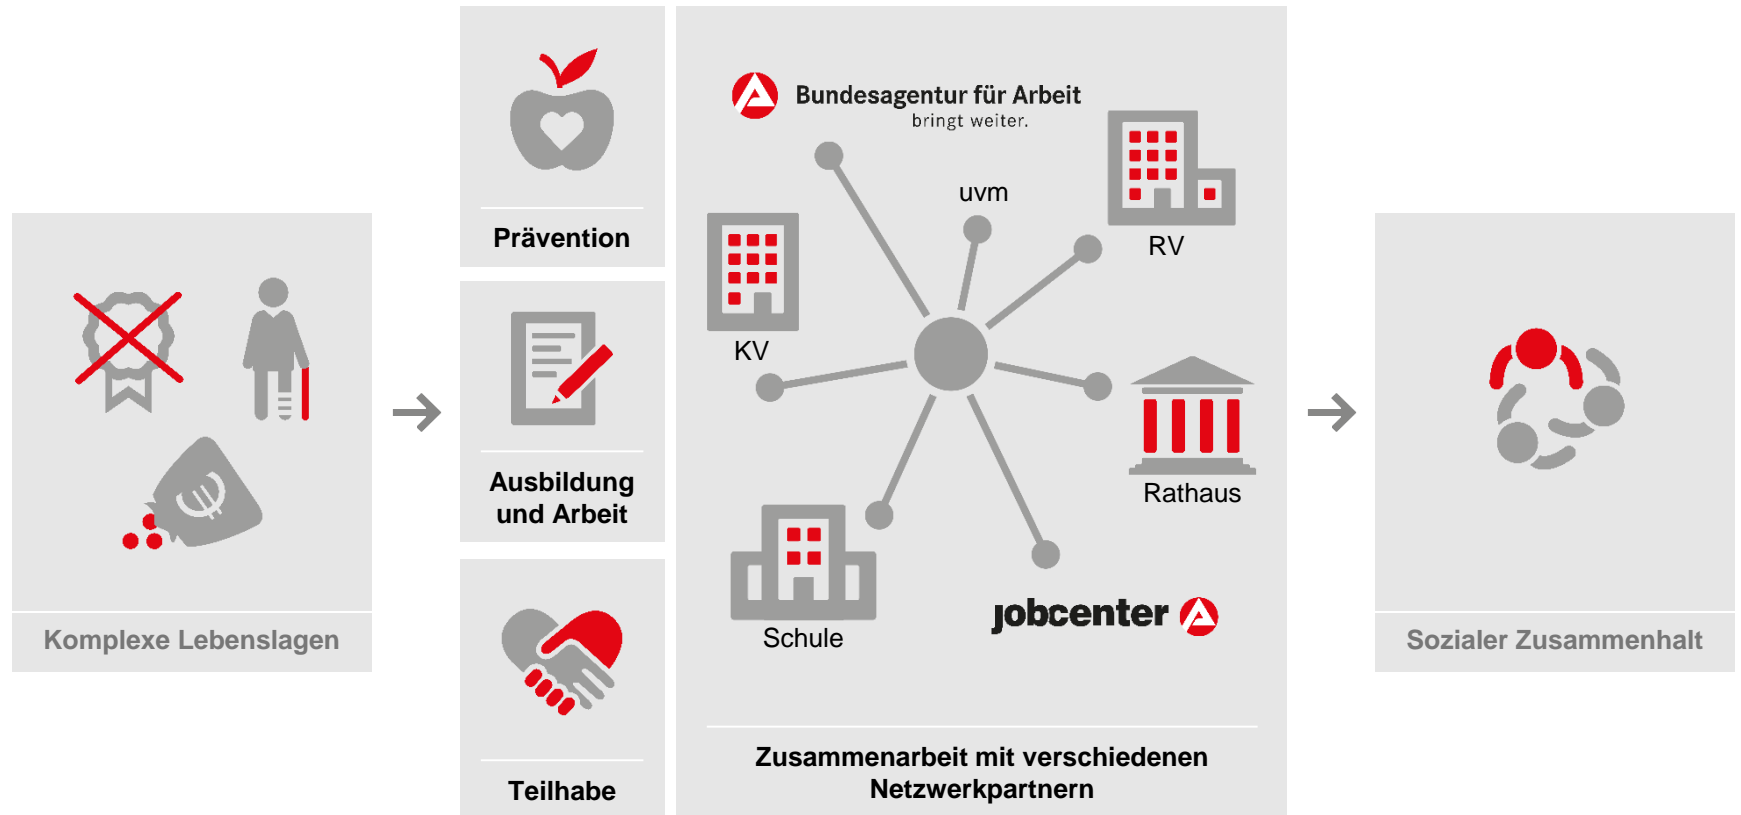 Komplexe Lebenslagen
Prävention
Ausbildung
und Arbeit
Teilhabe
Bundesagentur für Arbeit
bringt weiter.
uvm
RV
KV
Rathaus
Schule
jobcenter
Zusammenarbeit mit verschiedenen
Netzwerkpartnern
Sozialer Zusammenhalt